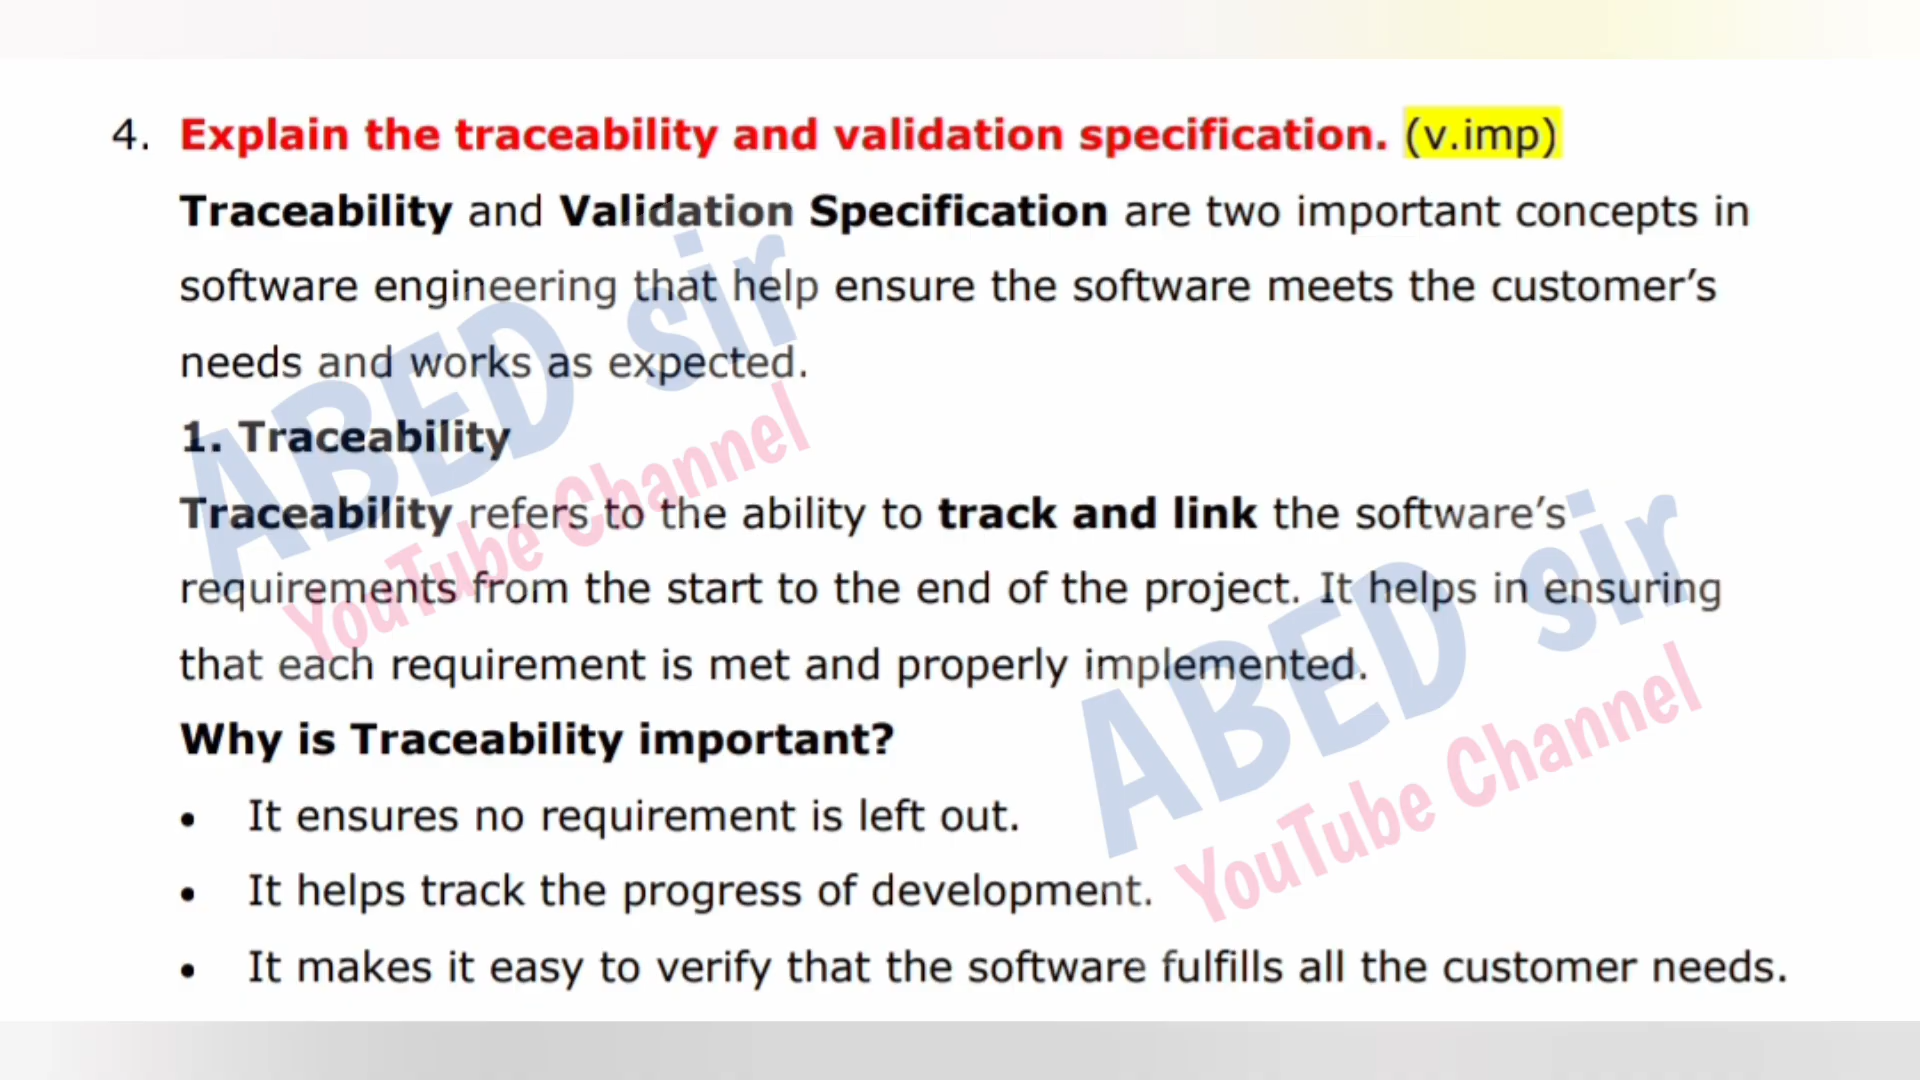 4. Explain the traceability and validation specification. (v.imp)
Traceability and Validation Specification are two important concepts in
software engineering that help ensure the software meets the customer’s
needs and works as expected.
1. Traceability
Traceability refers to the ability to track and link the software’s
requirements from the start to the end of the project. It helps in ensuring
that each requirement is met and properly implemented.
Why is Traceability important?
• It ensures no requirement is left out.
• It helps track the progress of development.
• It makes it easy to verify that the software fulfills all the customer needs.
ABED sir
YouTube Channel
ABED sir
YouTube Channel